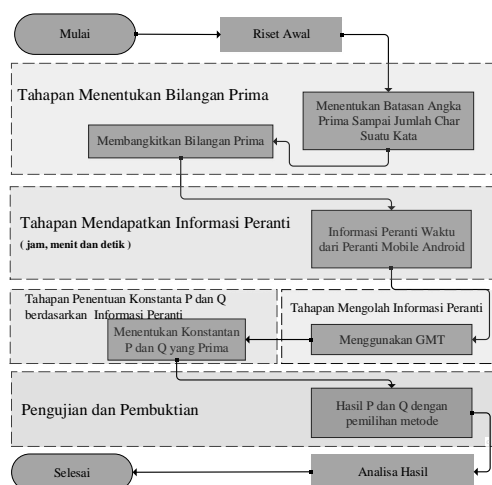 Mulai
Riset Awal
Tahapan Menentukan Bilangan Prima
Menentukan Batasan Angka
Prima Sampai Jumlah Char
Suatu Kata
Membangkitkan Bilangan Prima
Tahapan Mendapatkan Informasi Peranti
( jam, menit dan detik )
Informasi Peranti Waktu
dari Peranti Mobile Android
Tahapan Penentuan Konstanta P dan Q
berdasarkan Informasi Peranti
Tahapan Mengolah Informasi Peranti
Menggunakan GMT
Menentukan Konstantan
P dan Q yang Prima
Pengujian dan Pembuktian
Hasil P dan Q dengan
pemilihan metode
Selesai
Analisa Hasil